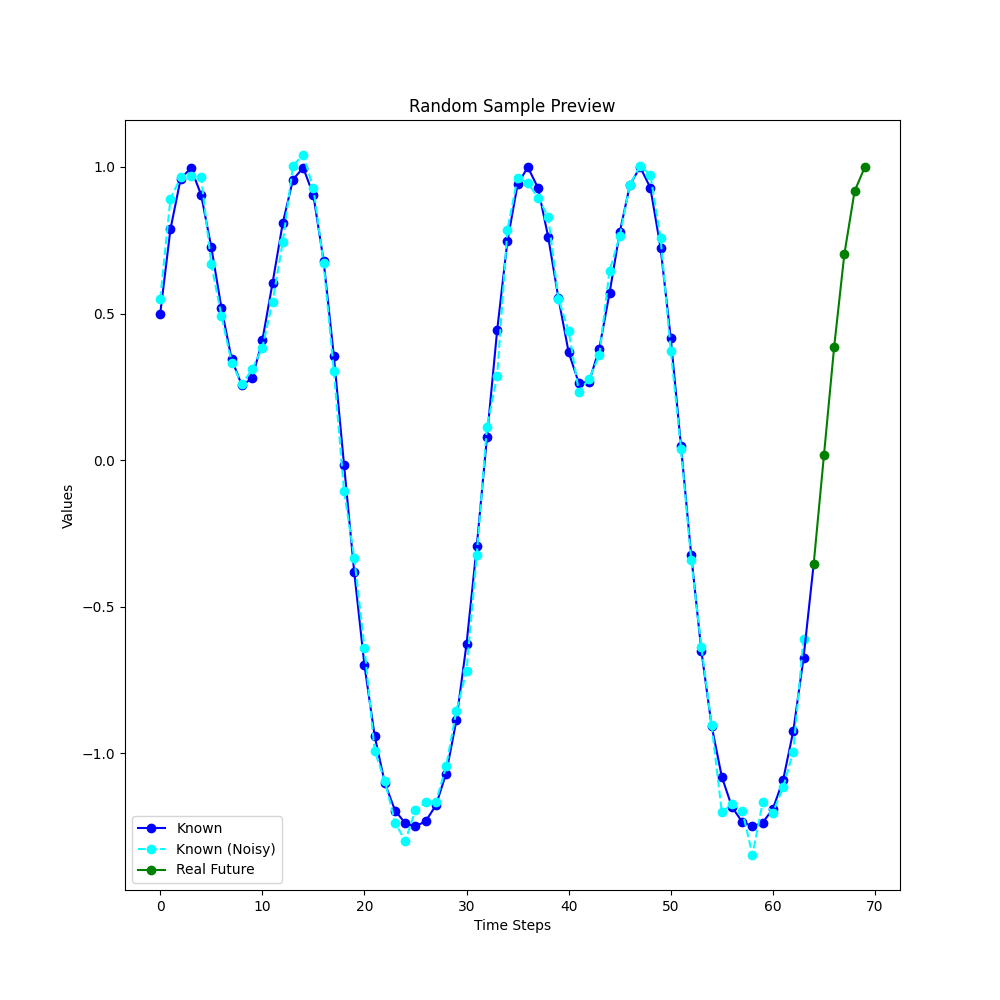 Random Sample Preview
1.0
0.5
0.0
−0.5
−1.0
Values
Known
Known (Noisy)
Real Future
0 10 20 30 40 50 60 70
Time Steps